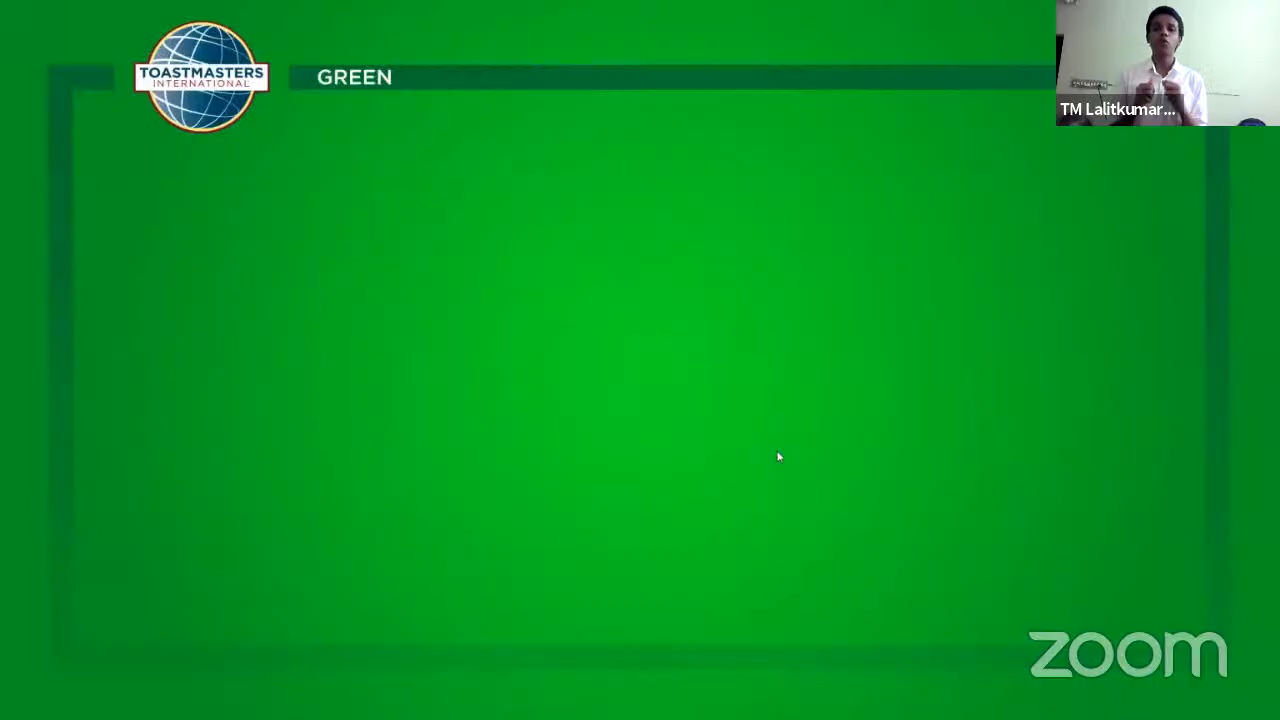 TOASTMASTERS
INTERNATIONAL
GREEN
TM Lalitkumar...
zoom